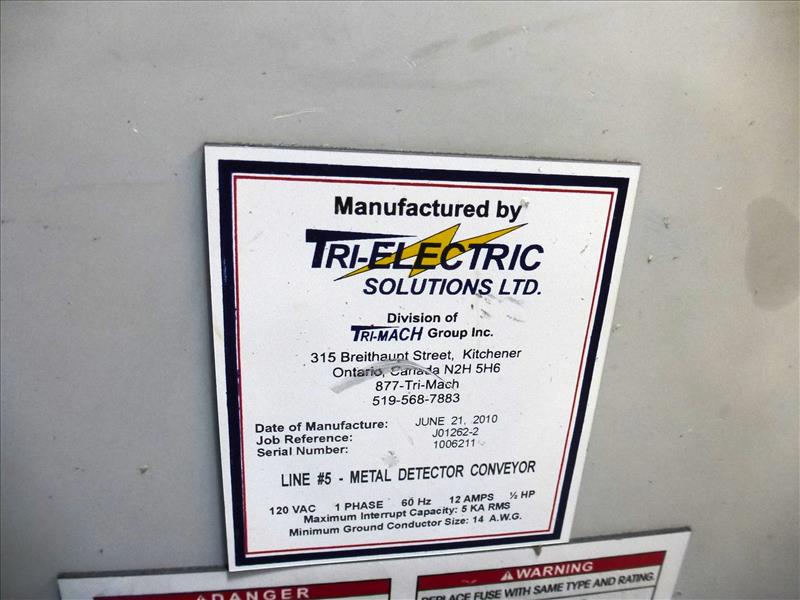 Manufactured by
TRI-ELECTRIC
SOLUTIONS LTD.
Division of
TRI-MACH Group Inc.
315 Breithaupt Street, Kitchener
Ontario, Canada N2H 5H6
877-Tri-Mach
519-568-7883
Date of Manufacture: JUNE 21, 2010
Job Reference: J01262-2
Serial Number: 1006211
LINE #5 - METAL DETECTOR CONVEYOR
120 VAC 1 PHASE 60 Hz 12 AMPS ½ HP
Maximum Interrupt Capacity: 5 KA RMS
Minimum Ground Conductor Size: 14 A.W.G.
DANGER
WARNING
REPLACE FUSE WITH SAME TYPE AND RATING.